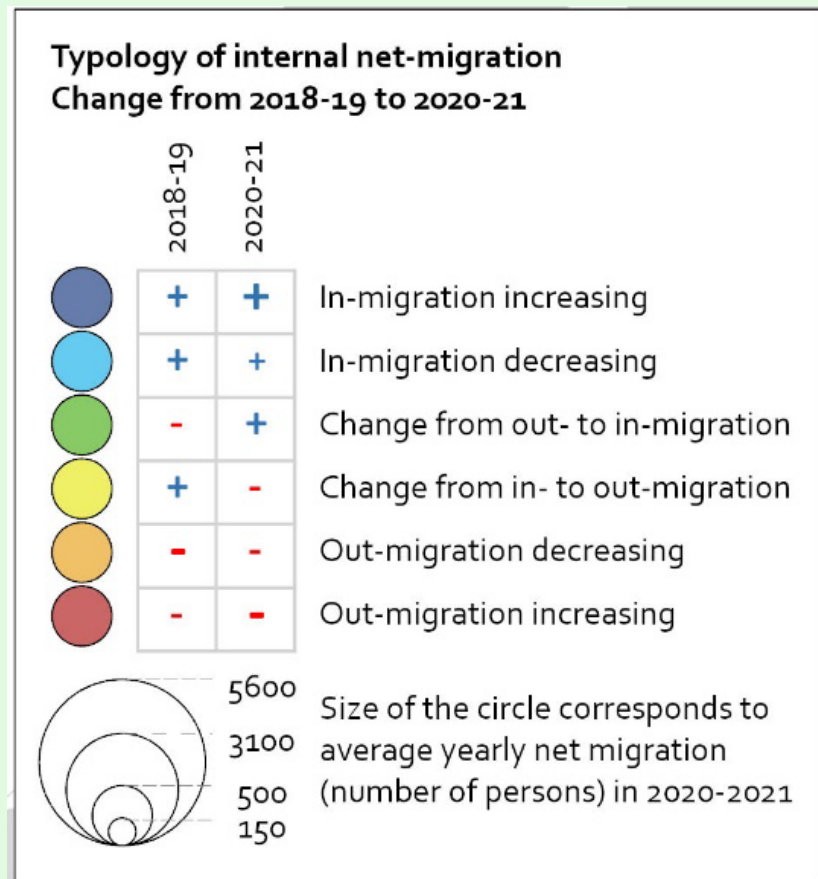 Typology of internal net-migration
Change from 2018-19 to 2020-21
2018-19 2020-21
+ + In-migration increasing
+ + In-migration decreasing
- + Change from out- to in-migration
+ - Change from in- to out-migration
- - Out-migration decreasing
- - Out-migration increasing
5600
3100
500
150
Size of the circle corresponds to
average yearly net migration
(number of persons) in 2020-2021